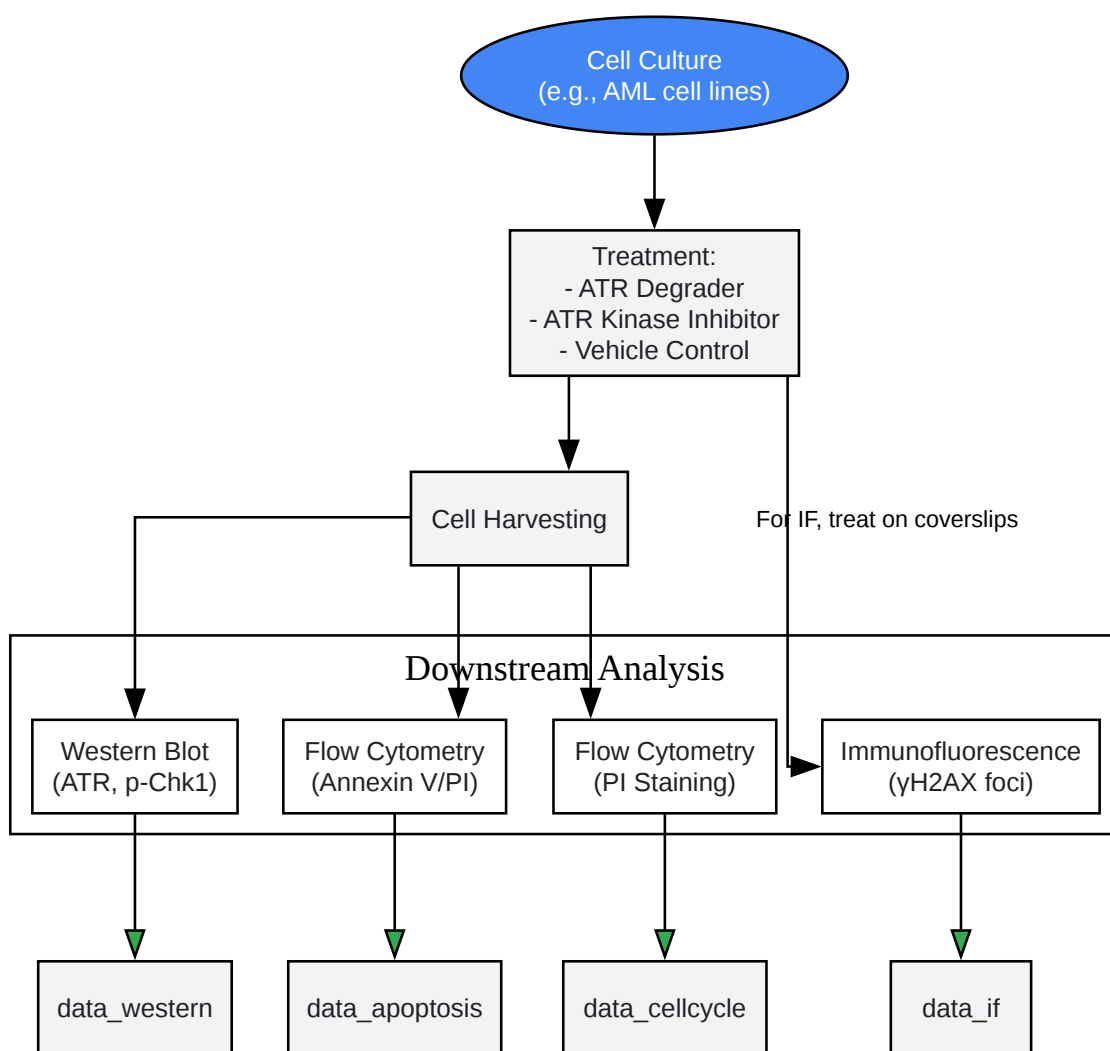 Cell Culture
(e.g., AML cell lines)
Treatment:
- ATR Degrader
- ATR Kinase Inhibitor
- Vehicle Control
Cell Harvesting
For IF, treat on coverslips
Downstream Analysis
Western Blot
(ATR, p-Chk1)
Flow Cytometry
(Annexin V/PI)
Flow Cytometry
(PI Staining)
Immunofluorescence
(γH2AX foci)
data_western
data_apoptosis
data_cellcycle
data_if